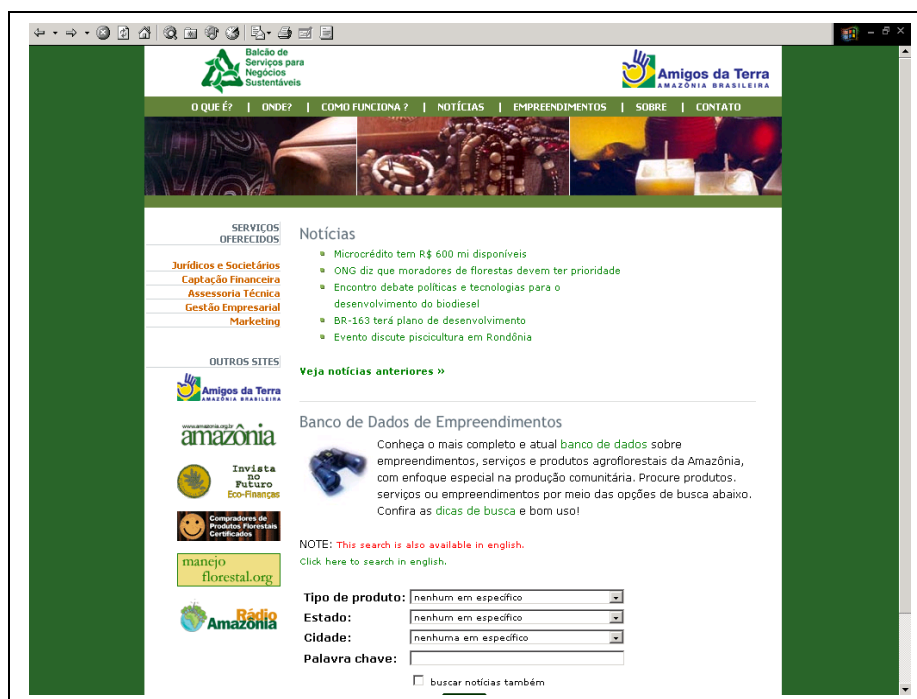 Balcão de
Serviços para
Negócios
Sustentáveis
Amigos da Terra
AMAZÔNIA BRASILEIRA
O QUE É? | ONDE? | COMO FUNCIONA ? | NOTÍCIAS | EMPREENDIMENTOS | SOBRE | CONTATO
SERVIÇOS
OFERECIDOS
Jurídicos e Societários
Captação Financeira
Assessoria Técnica
Gestão Empresarial
Marketing
OUTROS SITES
Amigos da Terra
AMAZÔNIA BRASILEIRA
www.amazonia.org.br
amazônia
Invista
no
Futuro
Eco-Finanças
Compradores de
Produtos Florestais
Certificados
manejo
florestal.org
Rádio
Amazônia
Notícias
Microcrédito tem R$ 600 mi disponíveis
ONG diz que moradores de florestas devem ter prioridade
Encontro debate políticas e tecnologias para o
desenvolvimento do biodiesel
BR-163 terá plano de desenvolvimento
Evento discute piscicultura em Rondônia
Veja notícias anteriores »
Banco de Dados de Empreendimentos
Conheça o mais completo e atual banco de dados sobre
empreendimentos, serviços e produtos agroflorestais da Amazônia,
com enfoque especial na produção comunitária. Procure produtos.
serviços ou empreendimentos por meio das opções de busca abaixo.
Confira as dicas de busca e bom uso!
NOTE: This search is also available in english.
Click here to search in english.
Tipo de produto: nenhum em específico
Estado: nenhum em específico
Cidade: nenhuma em específico
Palavra chave:
buscar notícias também